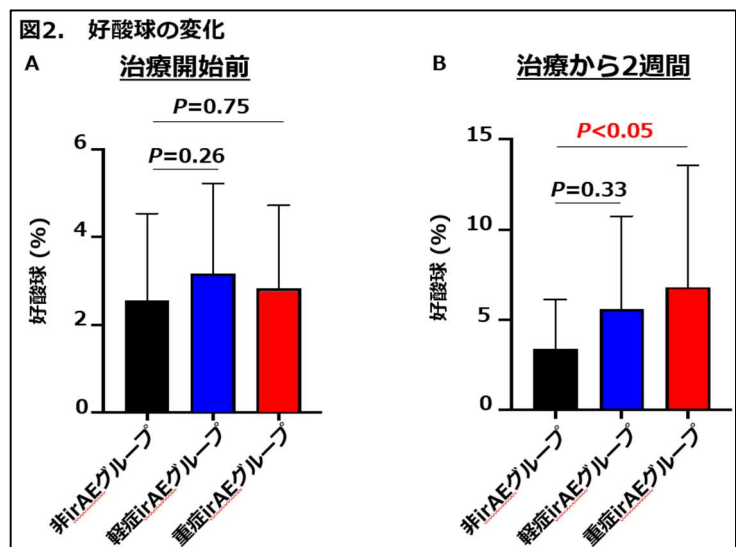 図2. 好酸球の変化
A
治療開始前
P=0.75
P=0.26
6
4
2
0
好酸球 (%)
非irAEグループ
軽症irAEグループ
重症irAEグループ
B
治療から2週間
P<0.05
P=0.33
15
10
5
0
好酸球 (%)
非irAEグループ
軽症irAEグループ
重症irAEグループ